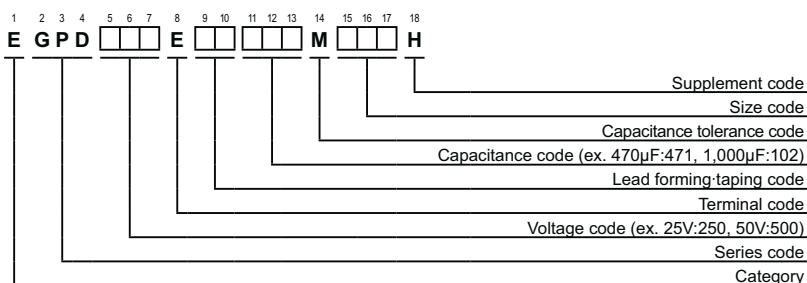 1 2 3 4 5 6 7 8 9 10 11 12 13 14 15 16 17 18
E G P D E M H
Supplement code
Size code
Capacitance tolerance code
Capacitance code (ex. 470μF:471, 1,000μF:102)
Lead forming·taping code
Terminal code
Voltage code (ex. 25V:250, 50V:500)
Series code
Category